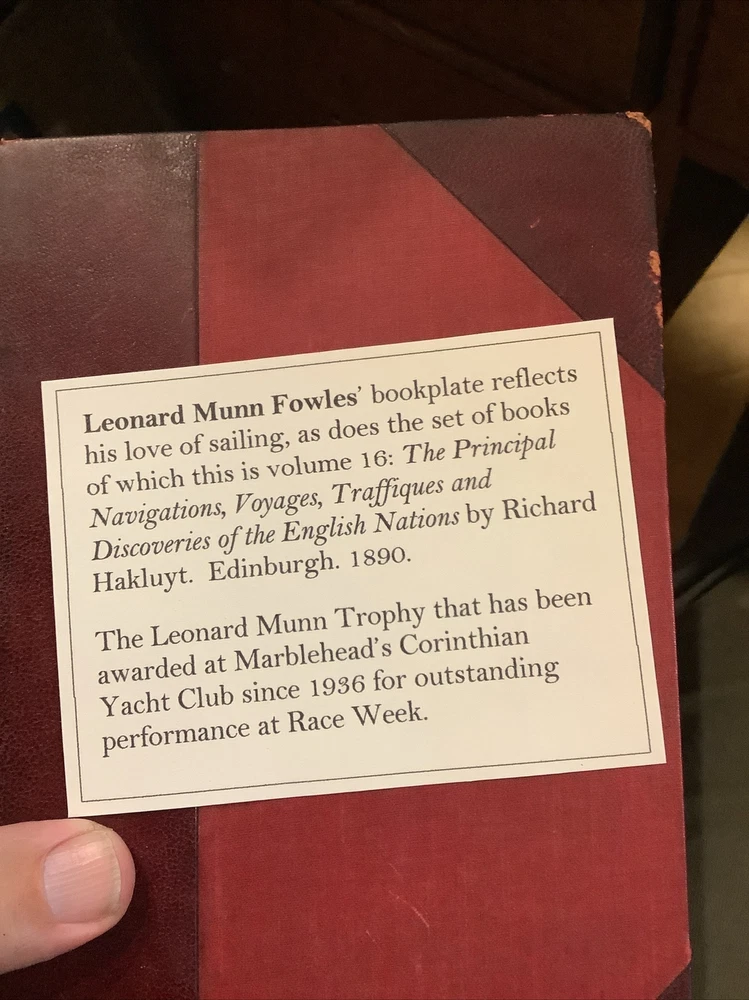 Leonard Munn Fowles' bookplate reflects
his love of sailing, as does the set of books
of which this is volume 16: The Principal
Navigations, Voyages, Traffiques and
Discoveries of the English Nations by Richard
Hakluyt. Edinburgh. 1890.
The Leonard Munn Trophy that has been
awarded at Marblehead's Corinthian
Yacht Club since 1936 for outstanding
performance at Race Week.